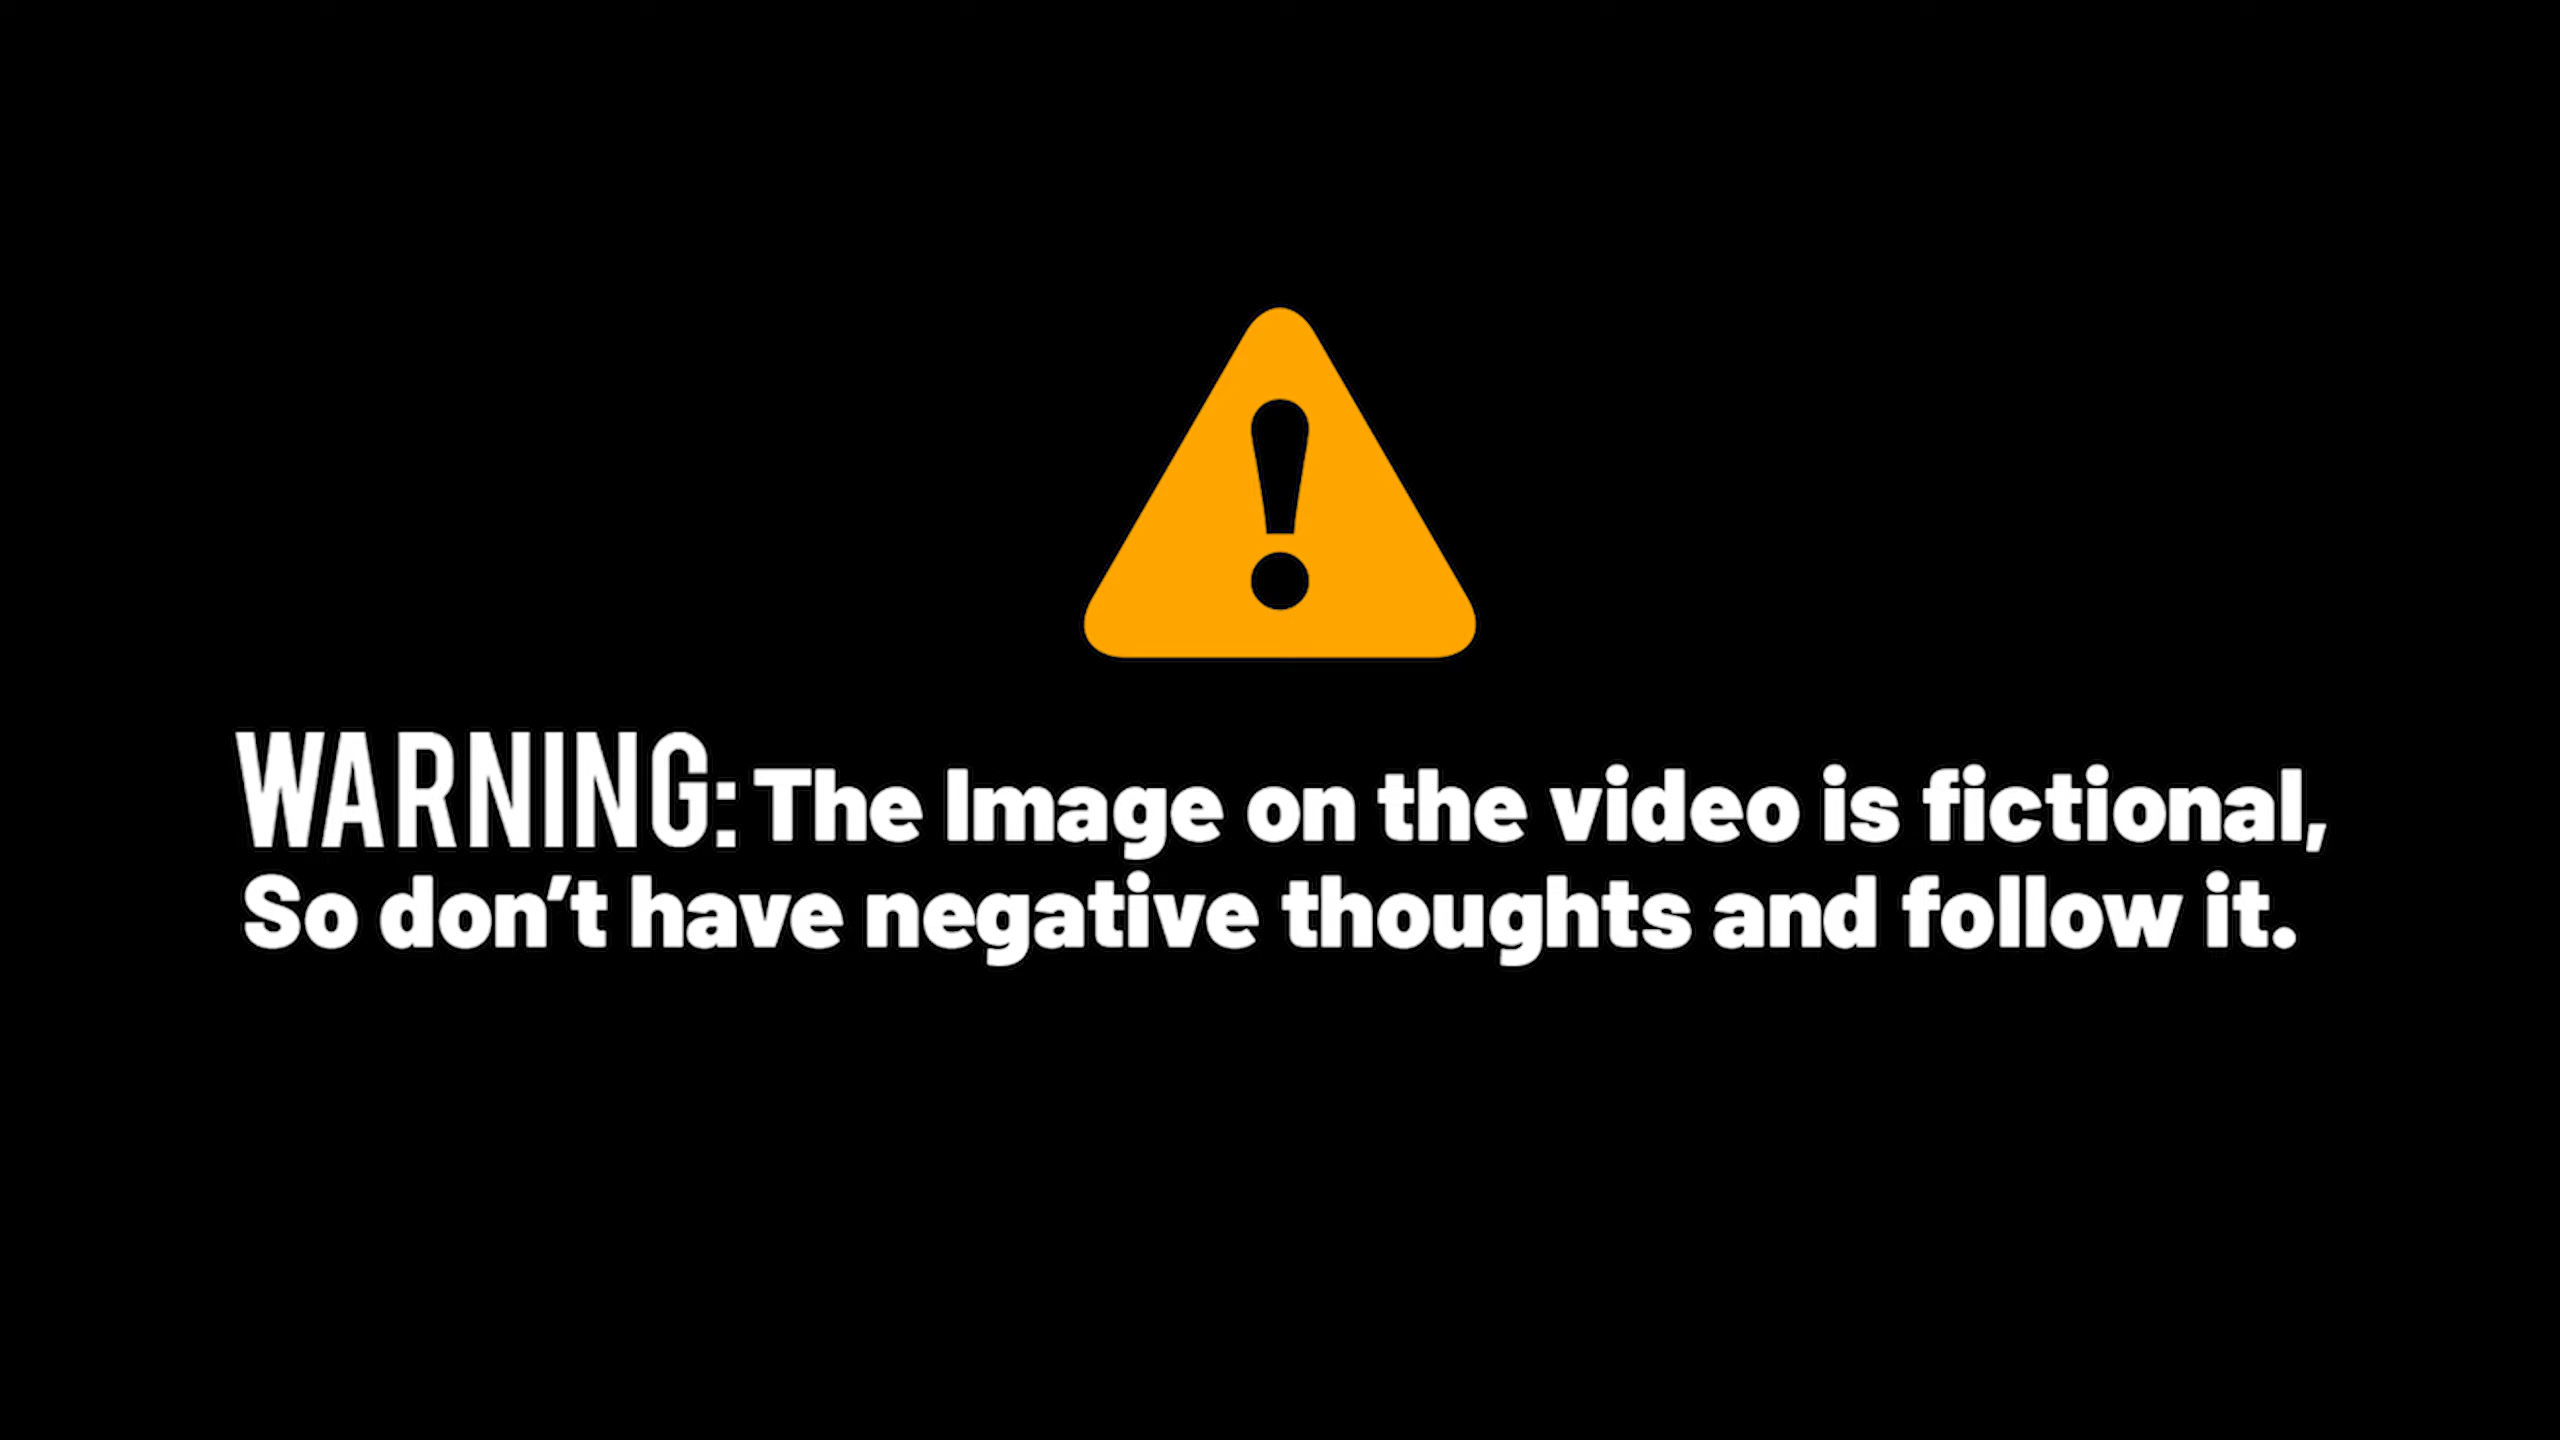 WARNING: The Image on the video is fictional,
So don’t have negative thoughts and follow it.